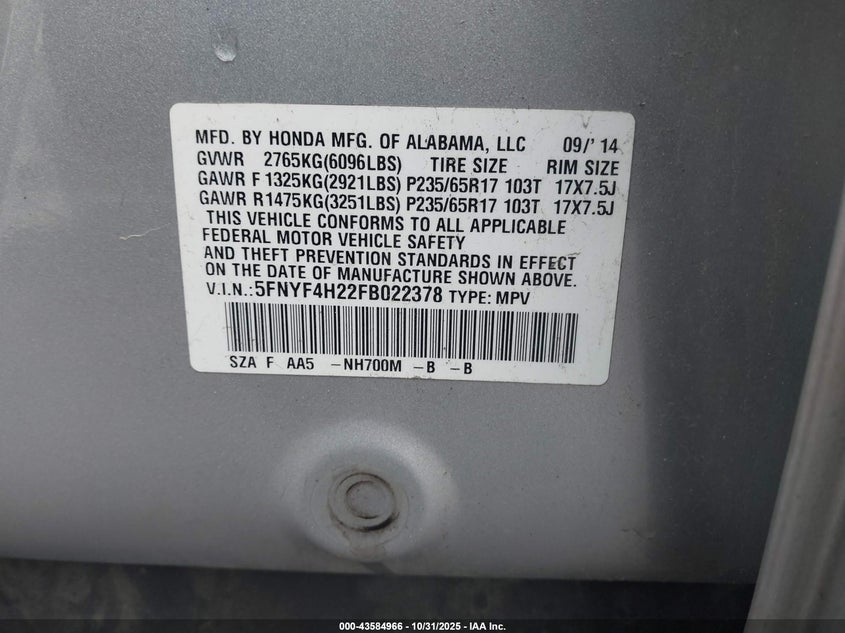 MFD. BY HONDA MFG. OF ALABAMA, LLC 09/' 14
GVWR 2765KG(6096LBS) TIRE SIZE RIM SIZE
GAWR F 1325KG(2921LBS) P235/65R17 103T 17X7.5J
GAWR R1475KG(3251LBS) P235/65R17 103T 17X7.5J
THIS VEHICLE CONFORMS TO ALL APPLICABLE
FEDERAL MOTOR VEHICLE SAFETY
AND THEFT PREVENTION STANDARDS IN EFFECT
ON THE DATE OF MANUFACTURE SHOWN ABOVE.
V.I.N.:5FNYF4H22FB022378 TYPE: MPV
SZA F AA5 -NH700M -B -B
000-43584966 - 10/31/2025 - IAA Inc.